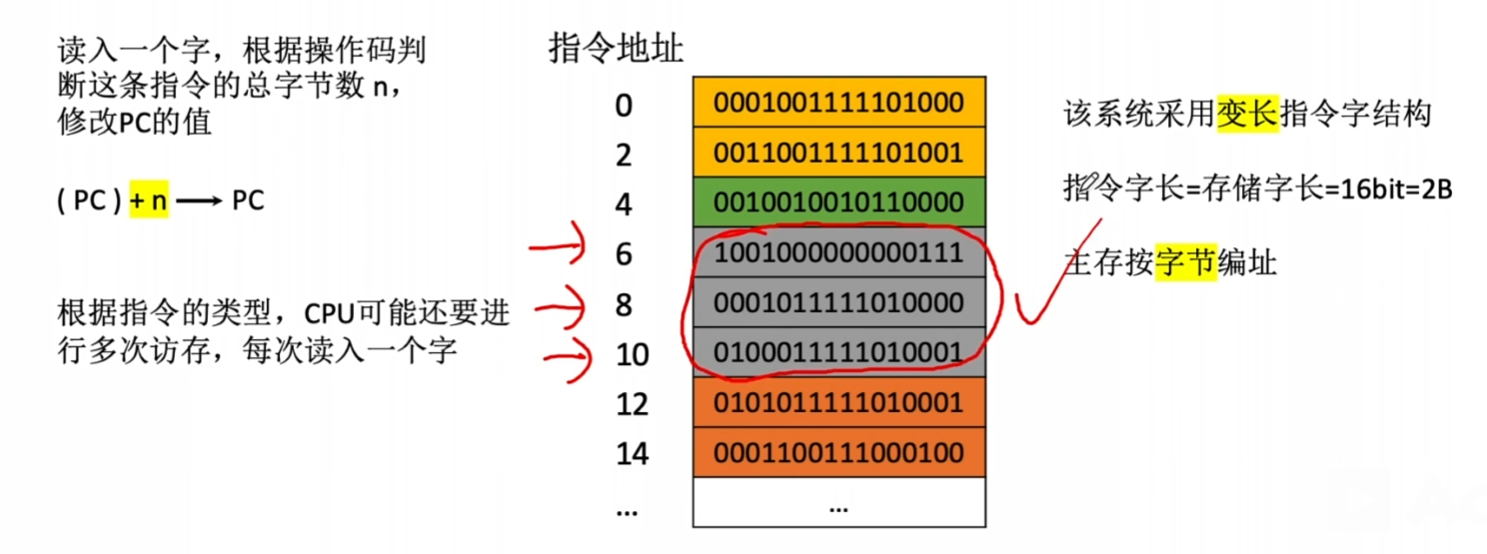 读入一个字，根据操作码判
断这条指令的总字节数 n，
修改PC的值
( PC ) + n → PC
根据指令的类型，CPU可能还要进
行多次访存，每次读入一个字
指令地址
0 0001001111101000
2 0011001111101001
4 0010010010110000
6 1001000000000111
8 0001011111010000
10 0100011111010001
12 0101011111010001
14 0001100111000100
... ...
该系统采用变长指令字结构
指令字长=存储字长=16bit=2B
主存按字节编址